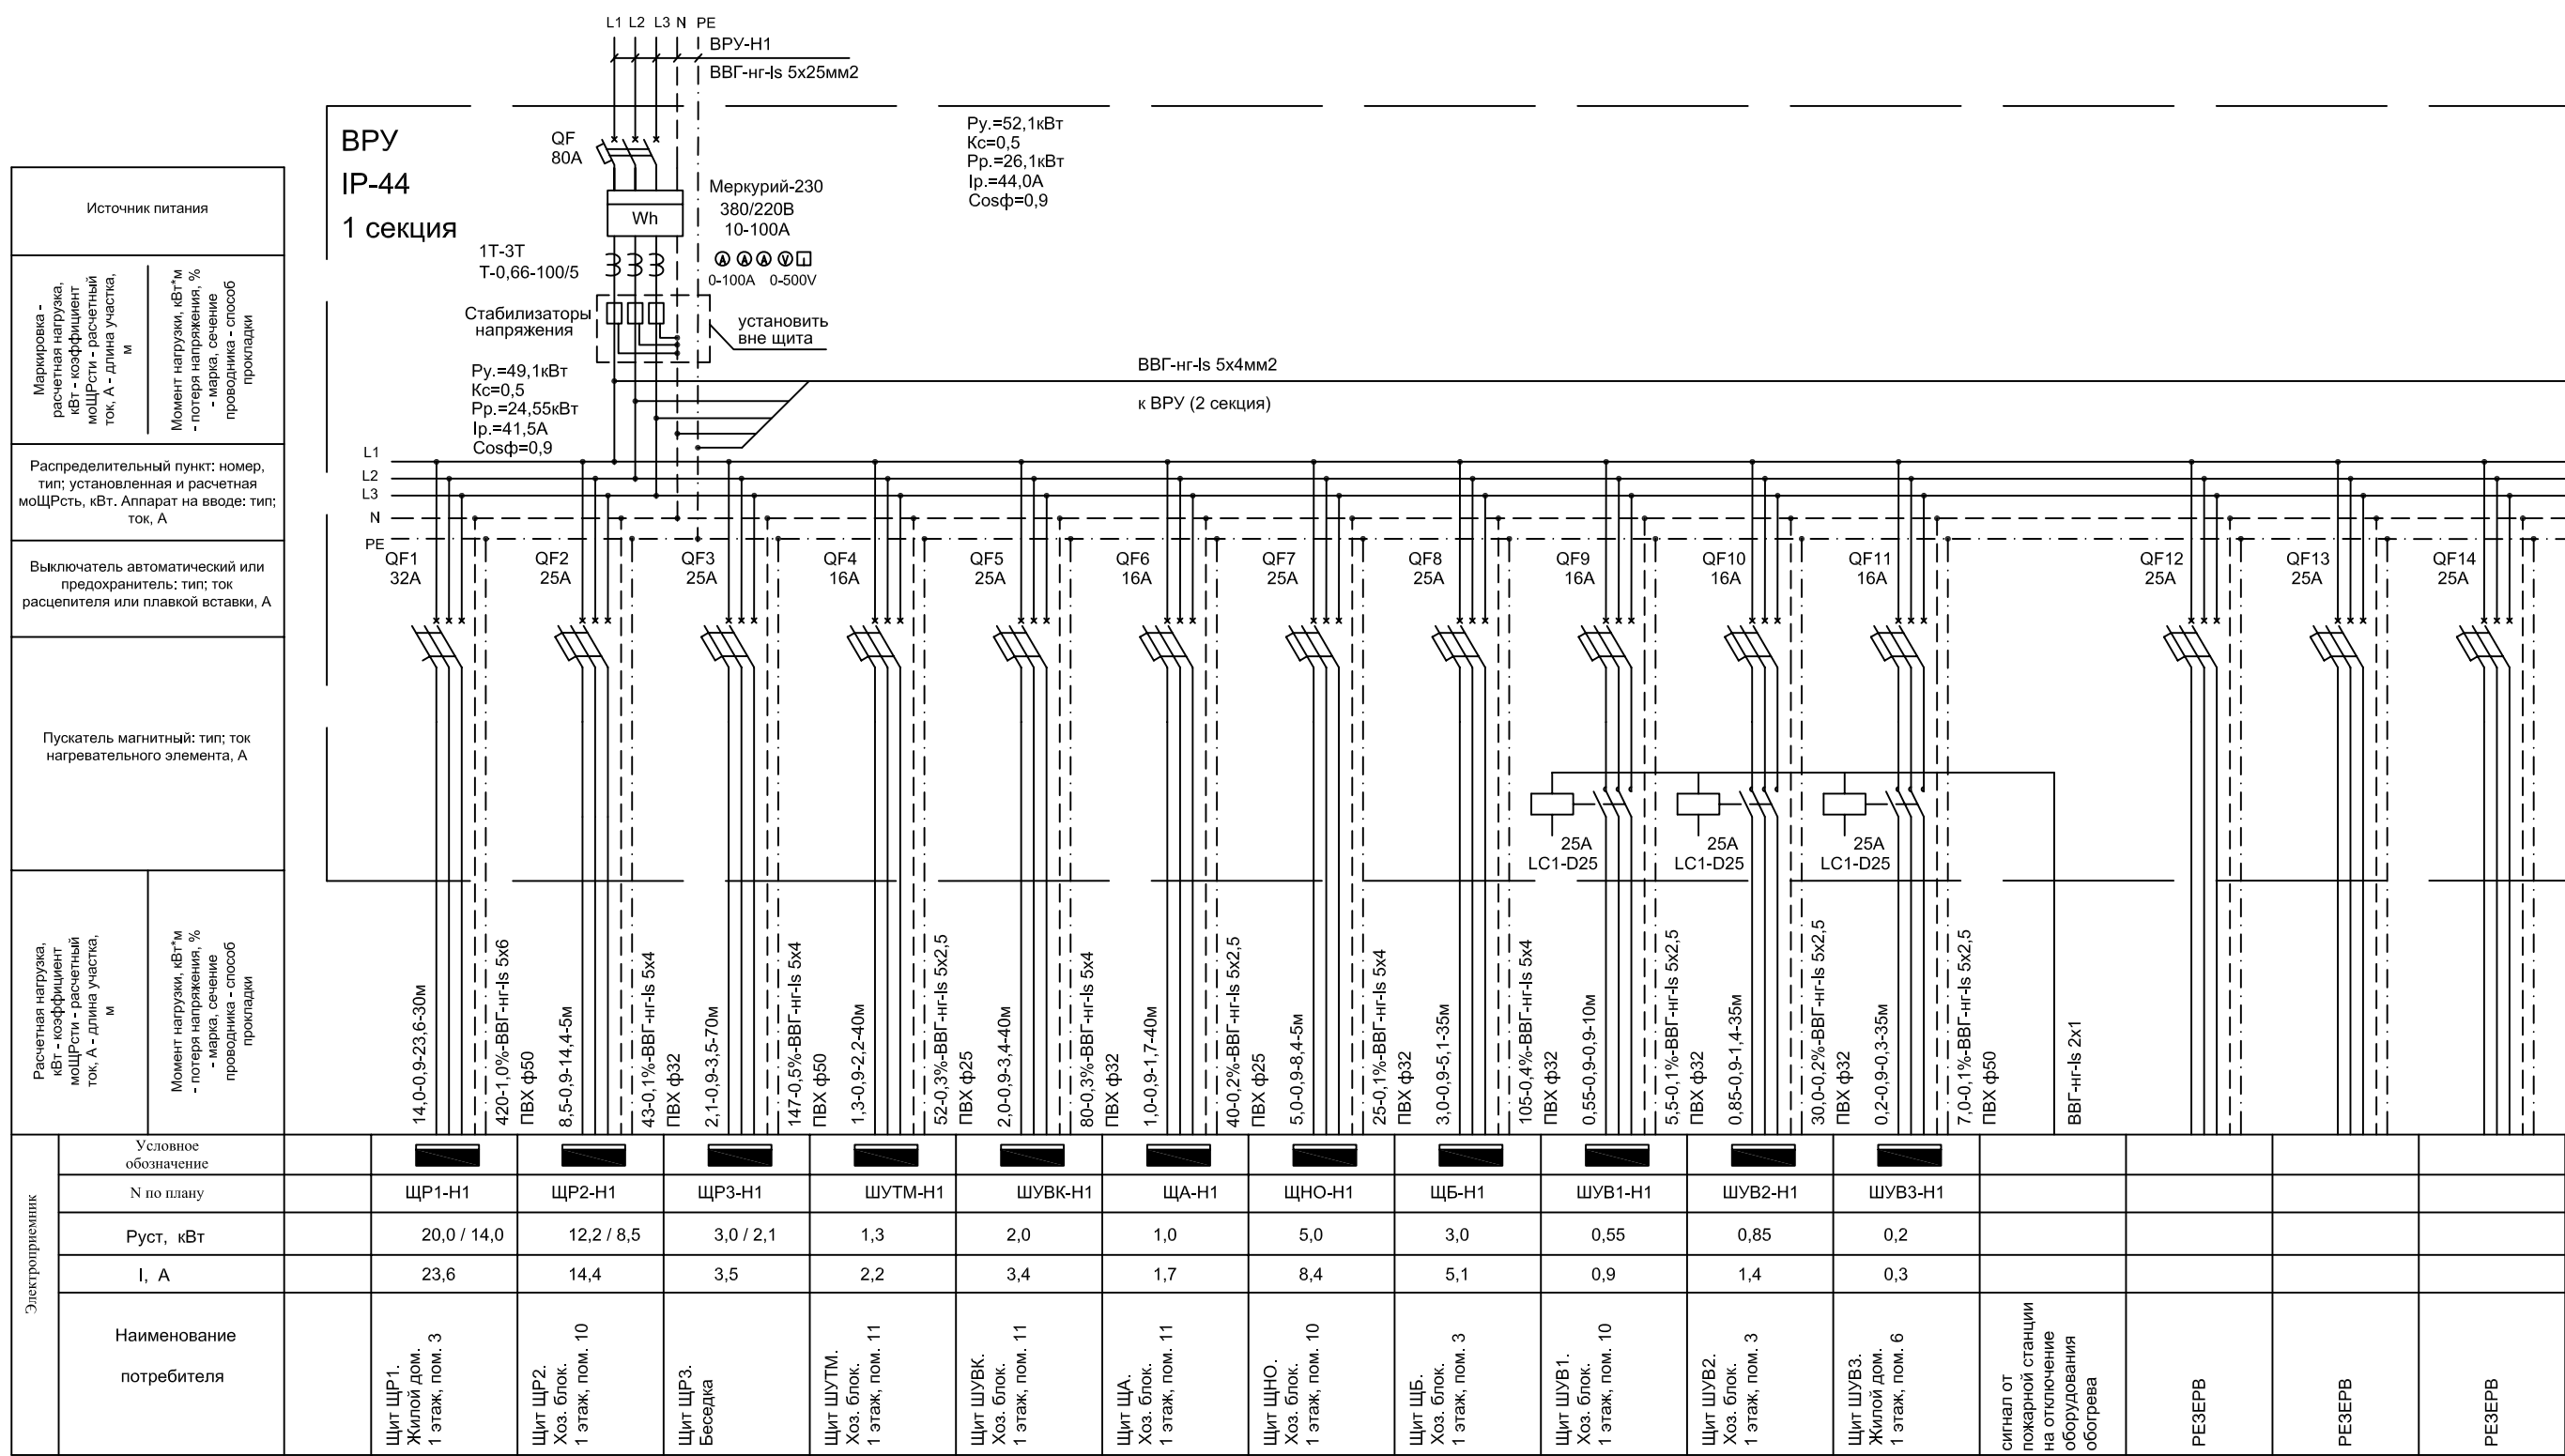 L1 L2 L3 N PE
ВРУ-Н1
ВВГ-нг-ls 5х25мм2
ВРУ
IP-44
1 секция
QF
80А
Wh
Меркурий-230
380/220В
10-100А
1Т-3Т
Т-0,66-100/5
A A A V
0-100А 0-500V
Стабилизаторы
напряжения
установить
вне щита
Ру.=52,1кВт
Кс=0,5
Рр.=26,1кВт
Iр.=44,0А
Cosф=0,9
Ру.=49,1кВт
Кс=0,5
Рр.=24,55кВт
Iр.=41,5А
Cosф=0,9
ВВГ-нг-ls 5х4мм2
к ВРУ (2 секция)
L1
L2
L3
N
PE
Источник питания
Маркировка -
расчетная нагрузка,
кВт - коэффициент
моЩРсти - расчетный
ток, А - длина участка,
м
Момент нагрузки, кВт*м
- потеря напряжения, %
- марка, сечение
проводника - способ
прокладки
Распределительный пункт: номер,
тип; установленная и расчетная
моЩРсть, кВт. Аппарат на вводе: тип;
ток, А
Выключатель автоматический или
предохранитель: тип; ток
расцепителя или плавкой вставки, А
Пускатель магнитный: тип; ток
нагревательного элемента, А
Расчетная нагрузка,
кВт - коэффициент
моЩРсти - расчетный
ток, А - длина участка,
м
Момент нагрузки, кВт*м
- потеря напряжения, %
- марка, сечение
проводника - способ
прокладки
QF1
32А
QF2
25А
QF3
25А
QF4
16А
QF5
25А
QF6
16А
QF7
25А
QF8
25А
QF9
16А
QF10
16А
QF11
16А
QF12
25А
QF13
25А
QF14
25А
25А
LC1-D25
25А
LC1-D25
25А
LC1-D25
14,0-0,9-23,6-30м
420-1,0%-ВВГ-нг-ls 5х6
ПВХ ф50
8,5-0,9-14,4-5м
43-0,1%-ВВГ-нг-ls 5х4
ПВХ ф32
2,1-0,9-3,5-70м
147-0,5%-ВВГ-нг-ls 5х4
ПВХ ф50
1,3-0,9-2,2-40м
52-0,3%-ВВГ-нг-ls 5х2,5
ПВХ ф25
2,0-0,9-3,4-40м
80-0,3%-ВВГ-нг-ls 5х4
ПВХ ф32
1,0-0,9-1,7-40м
40-0,2%-ВВГ-нг-ls 5х2,5
ПВХ ф25
5,0-0,9-8,4-5м
25-0,1%-ВВГ-нг-ls 5х4
ПВХ ф32
3,0-0,9-5,1-35м
105-0,4%-ВВГ-нг-ls 5х4
ПВХ ф32
0,55-0,9-0,9-10м
5,5-0,1%-ВВГ-нг-ls 5х2,5
ПВХ ф32
0,85-0,9-1,4-35м
30,0-0,2%-ВВГ-нг-ls 5х2,5
ПВХ ф32
0,2-0,9-0,3-35м
7,0-0,1%-ВВГ-нг-ls 5х2,5
ПВХ ф50
ВВГ-нг-ls 2х1
Электроприемник
Условное
обозначение
N по плану
ЩР1-Н1 ЩР2-Н1 ЩР3-Н1 ШУТМ-Н1 ШУВК-Н1 ЩА-Н1 ЩНО-Н1 ЩБ-Н1 ШУВ1-Н1 ШУВ2-Н1 ШУВ3-Н1
Руст, кВт 20,0 / 14,0 12,2 / 8,5 3,0 / 2,1 1,3 2,0 1,0 5,0 3,0 0,55 0,85 0,2
I, А 23,6 14,4 3,5 2,2 3,4 1,7 8,4 5,1 0,9 1,4 0,3
Наименование
потребителя
Щит ЩР1.
Жилой дом.
1 этаж, пом. 3
Щит ЩР2.
Хоз. блок.
1 этаж, пом. 10
Щит ЩР3.
Беседка
Щит ШУТМ.
Хоз. блок.
1 этаж, пом. 11
Щит ШУВК.
Хоз. блок.
1 этаж, пом. 11
Щит ЩА.
Хоз. блок.
1 этаж, пом. 11
Щит ЩНО.
Хоз. блок.
1 этаж, пом. 10
Щит ЩБ.
Хоз. блок.
1 этаж, пом. 3
Щит ШУВ1.
Хоз. блок.
1 этаж, пом. 10
Щит ШУВ2.
Хоз. блок.
1 этаж, пом. 3
Щит ШУВ3.
Жилой дом.
1 этаж, пом. 6
сигнал от
пожарной станции
на отключение
оборудования
обогрева
РЕЗЕРВ
РЕЗЕРВ
РЕЗЕРВ